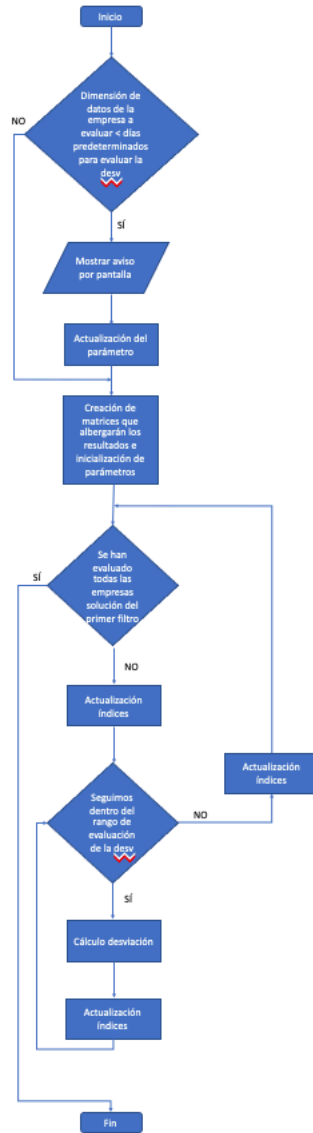 Inicio
Dimensión de
datos de la
empresa a
evaluar < días
predeterminados
para evaluar la
desv
NO
SÍ
Mostrar aviso
por pantalla
Actualización del
parámetro
Creación de
matrices que
albergarán los
resultados e
inicialización de
parámetros
Se han
evaluado
todas las
empresas
solución del
primer filtro
SÍ
NO
Actualización
índices
Seguimos
dentro del
rango de
evaluación
de la desv
NO
Actualización
índices
SÍ
Cálculo desviación
Actualización
índices
Fin